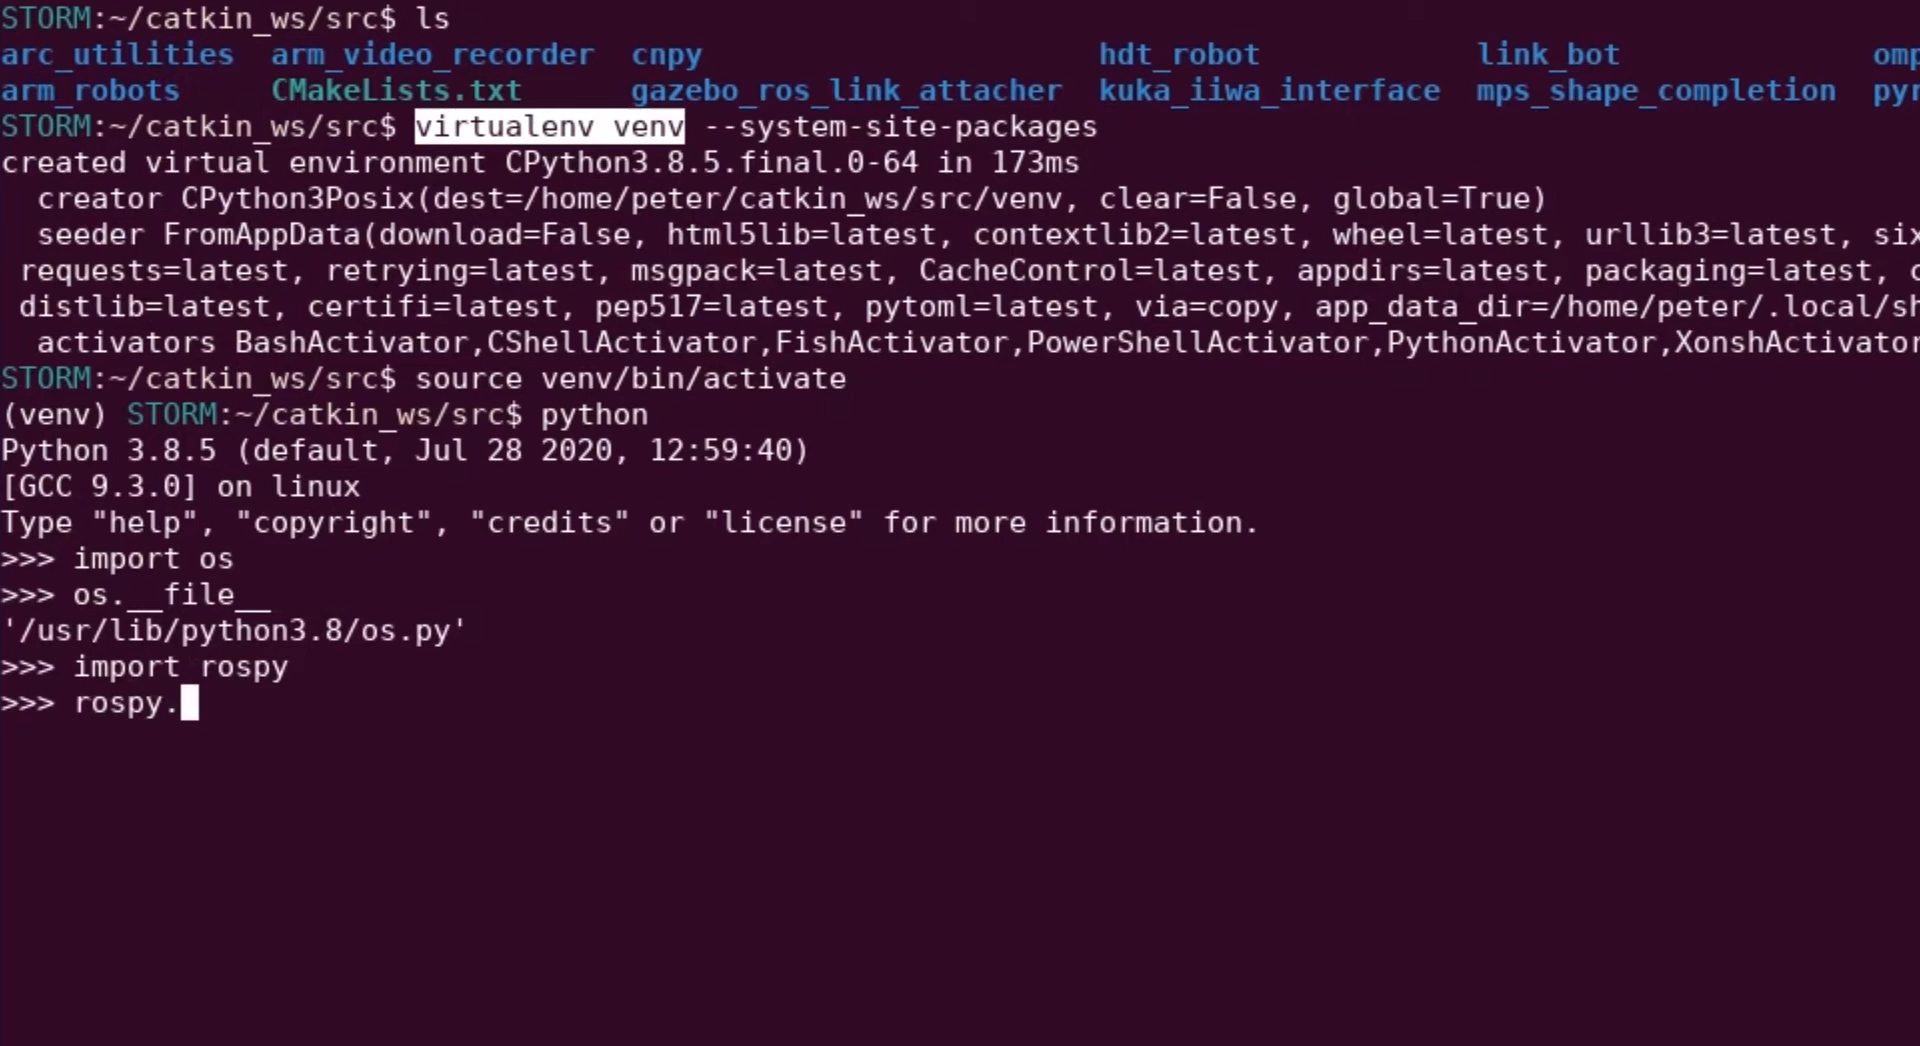 STORM:~/catkin_ws/src$ ls
arc_utilities arm_video_recorder cnpy hdt_robot link_bot
arm_robots CMakeLists.txt gazebo_ros_link_attacher kuka_iiwa_interface mps_shape_completion
STORM:~/catkin_ws/src$ virtualenv venv --system-site-packages
created virtual environment CPython3.8.5.final.0-64 in 173ms
creator CPython3Posix(dest=/home/peter/catkin_ws/src/venv, clear=False, global=True)
seeder FromAppData(download=False, html5lib=latest, contextlib2=latest, wheel=latest, urllib3=latest, six
requests=latest, retrying=latest, msgpack=latest, CacheControl=latest, appdirs=latest, packaging=latest,
distlib=latest, certifi=latest, pep517=latest, pytoml=latest, via=copy, app_data_dir=/home/peter/.local/sh
activators BashActivator,CShellActivator,FishActivator,PowerShellActivator,PythonActivator,XonshActivator
STORM:~/catkin_ws/src$ source venv/bin/activate
(venv) STORM:~/catkin_ws/src$ python
Python 3.8.5 (default, Jul 28 2020, 12:59:40)
[GCC 9.3.0] on linux
Type "help", "copyright", "credits" or "license" for more information.
>>> import os
>>> os.__file__
'/usr/lib/python3.8/os.py'
>>> import rospy
>>> rospy.